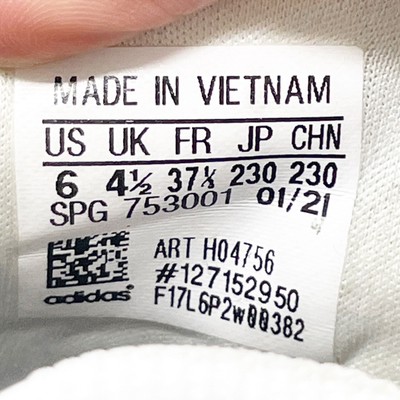 MADE IN VIETNAM
US UK FR JP CHN
6 4½ 37⅓ 230 230
SPG 753001 01/21
ART H04756
#127152950
F17L6P2W00382
adidas